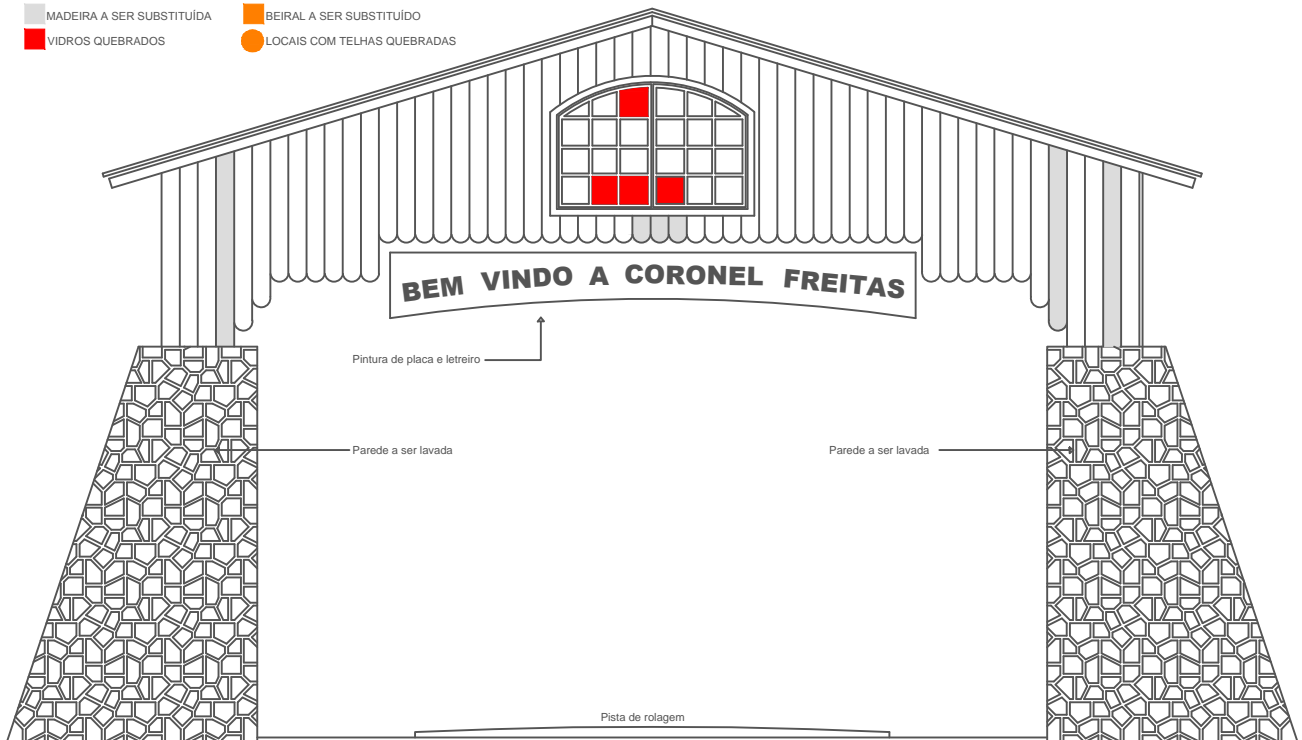 MADEIRA A SER SUBSTITUÍDA
BEIRAL A SER SUBSTITUÍDO
VIDROS QUEBRADOS
LOCAIS COM TELHAS QUEBRADAS
BEM VINDO A CORONEL FREITAS
Pintura de placa e letreiro
Parede a ser lavada
Parede a ser lavada
Pista de rolagem